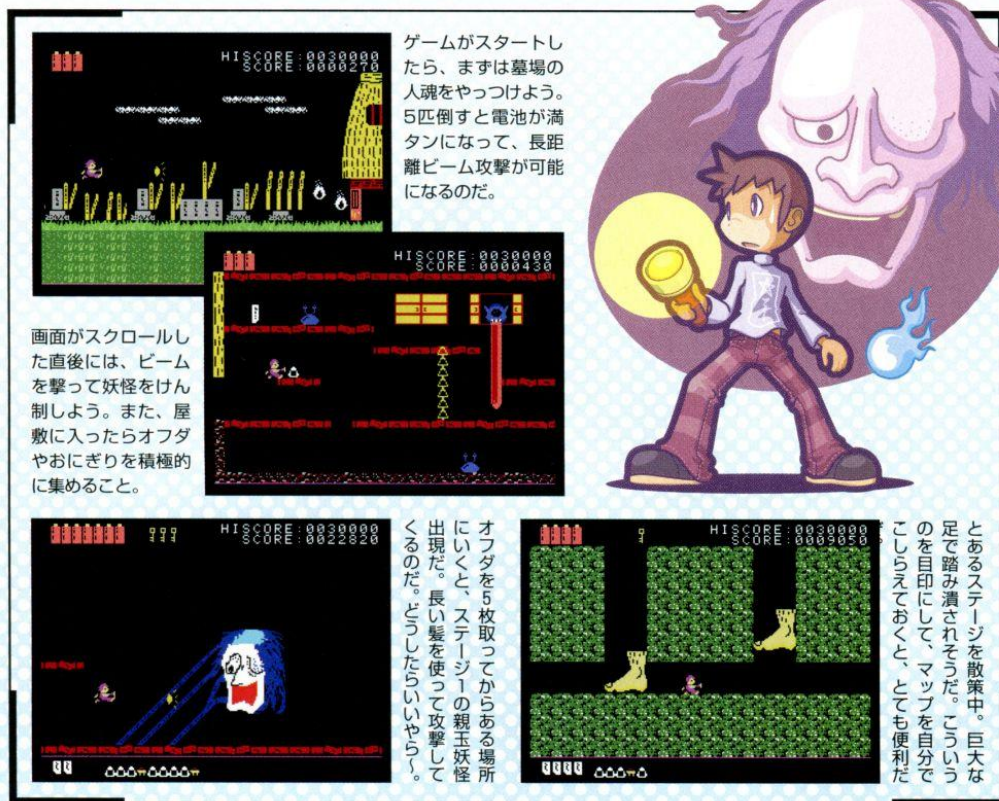 HISCORE:0030000
SCORE:0000270
ゲームがスタートし
たら、まずは墓場の
人魂をやっつけよう。
5匹倒すと電池が満
タンになって、長距
離ビーム攻撃が可能
になるのだ。
HISCORE:0030000
SCORE:0000430
画面がスクロールし
た直後には、ビーム
を撃って妖怪をけん
制しよう。また、屋
敷に入ったらオフダ
やおにぎりを積極的
に集めること。
HISCORE:0030000
SCORE:0022820
オフダを5枚取ってからある場所
にいくと、ステージ1の親玉妖怪
出現だ。長い髪を使って攻撃して
くるのだ。どうしたらいいやら〜。
HISCORE:0030000
SCORE:0009050
とあるステージを散策中。巨大な
足で踏み潰されそうだ。こういう
のを目印にして、マップを自分で
こしらえておくと、とても便利だ